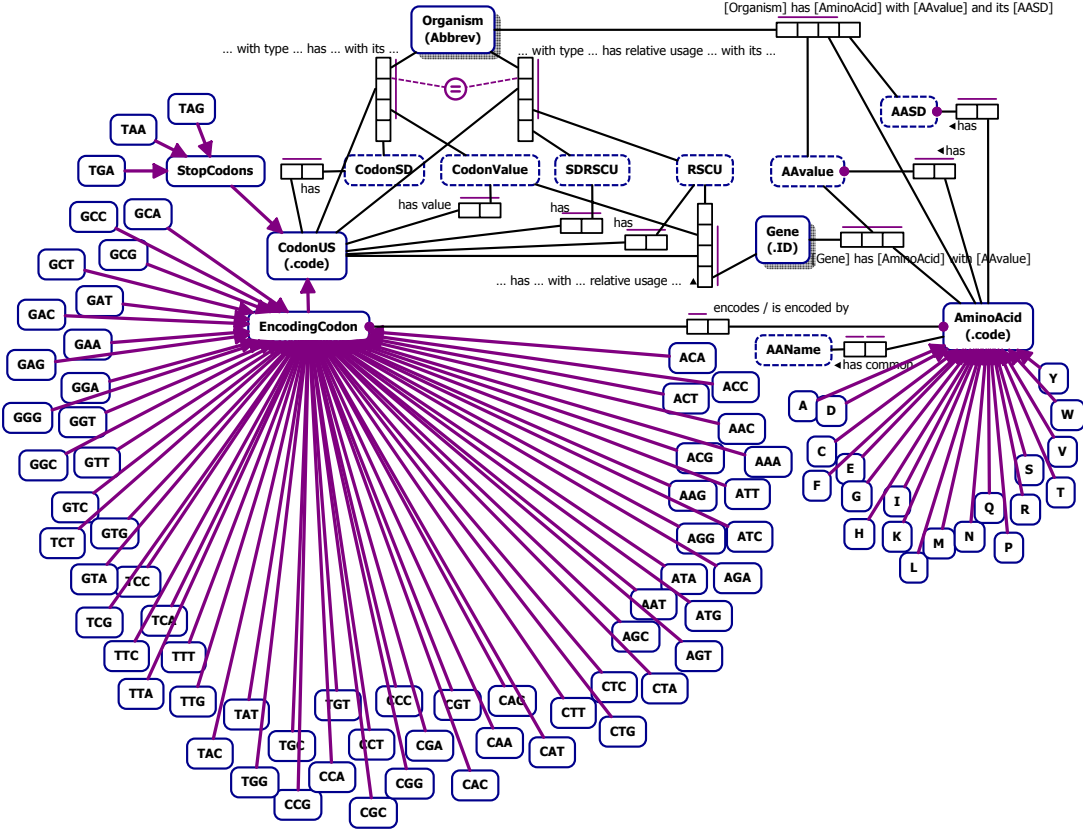 [Organism] has [AminoAcid] with [AAvalue] and its [AASD]
Organism
(Abbrev)
... with type ... has ... with its ...
... with type ... has relative usage ... with its ...
=
TAG
TAA
TGA
StopCodons
AASD
◄has
◄has
has
CodonSD
CodonValue
SDRSCU
RSCU
AAvalue
has value
has
has
GCC
GCA
GCG
CodonUS
(.code)
Gene
(.ID)
[Gene] has [AminoAcid] with [AAvalue]
GCT
... has ... with ... relative usage ... ▲
GAT
GAC
encodes / is encoded by
EncodingCodon
AminoAcid
(.code)
GAA
GAG
AAName
◄has common
ACA
ACC
ACT
GGA
GGG
GGT
AAC
Y
W
A
D
GGC
GTT
ACG
AAA
C
E
S
V
F
G
T
GTC
AAG
ATT
I
Q
R
TCT
GTG
AGG
ATC
H
K
M
N
P
L
GTA
TCC
ATA
AGA
TCG
TCA
AAT
ATG
AGC
TTC
TTT
AGT
TTA
TTG
CTC
CTA
TAT
TGT
CCC
CGT
CAG
CTT
CTG
TAC
TGC
CCT
CGA
CAA
CAT
TGG
CCA
CGG
CAC
CCG
CGC